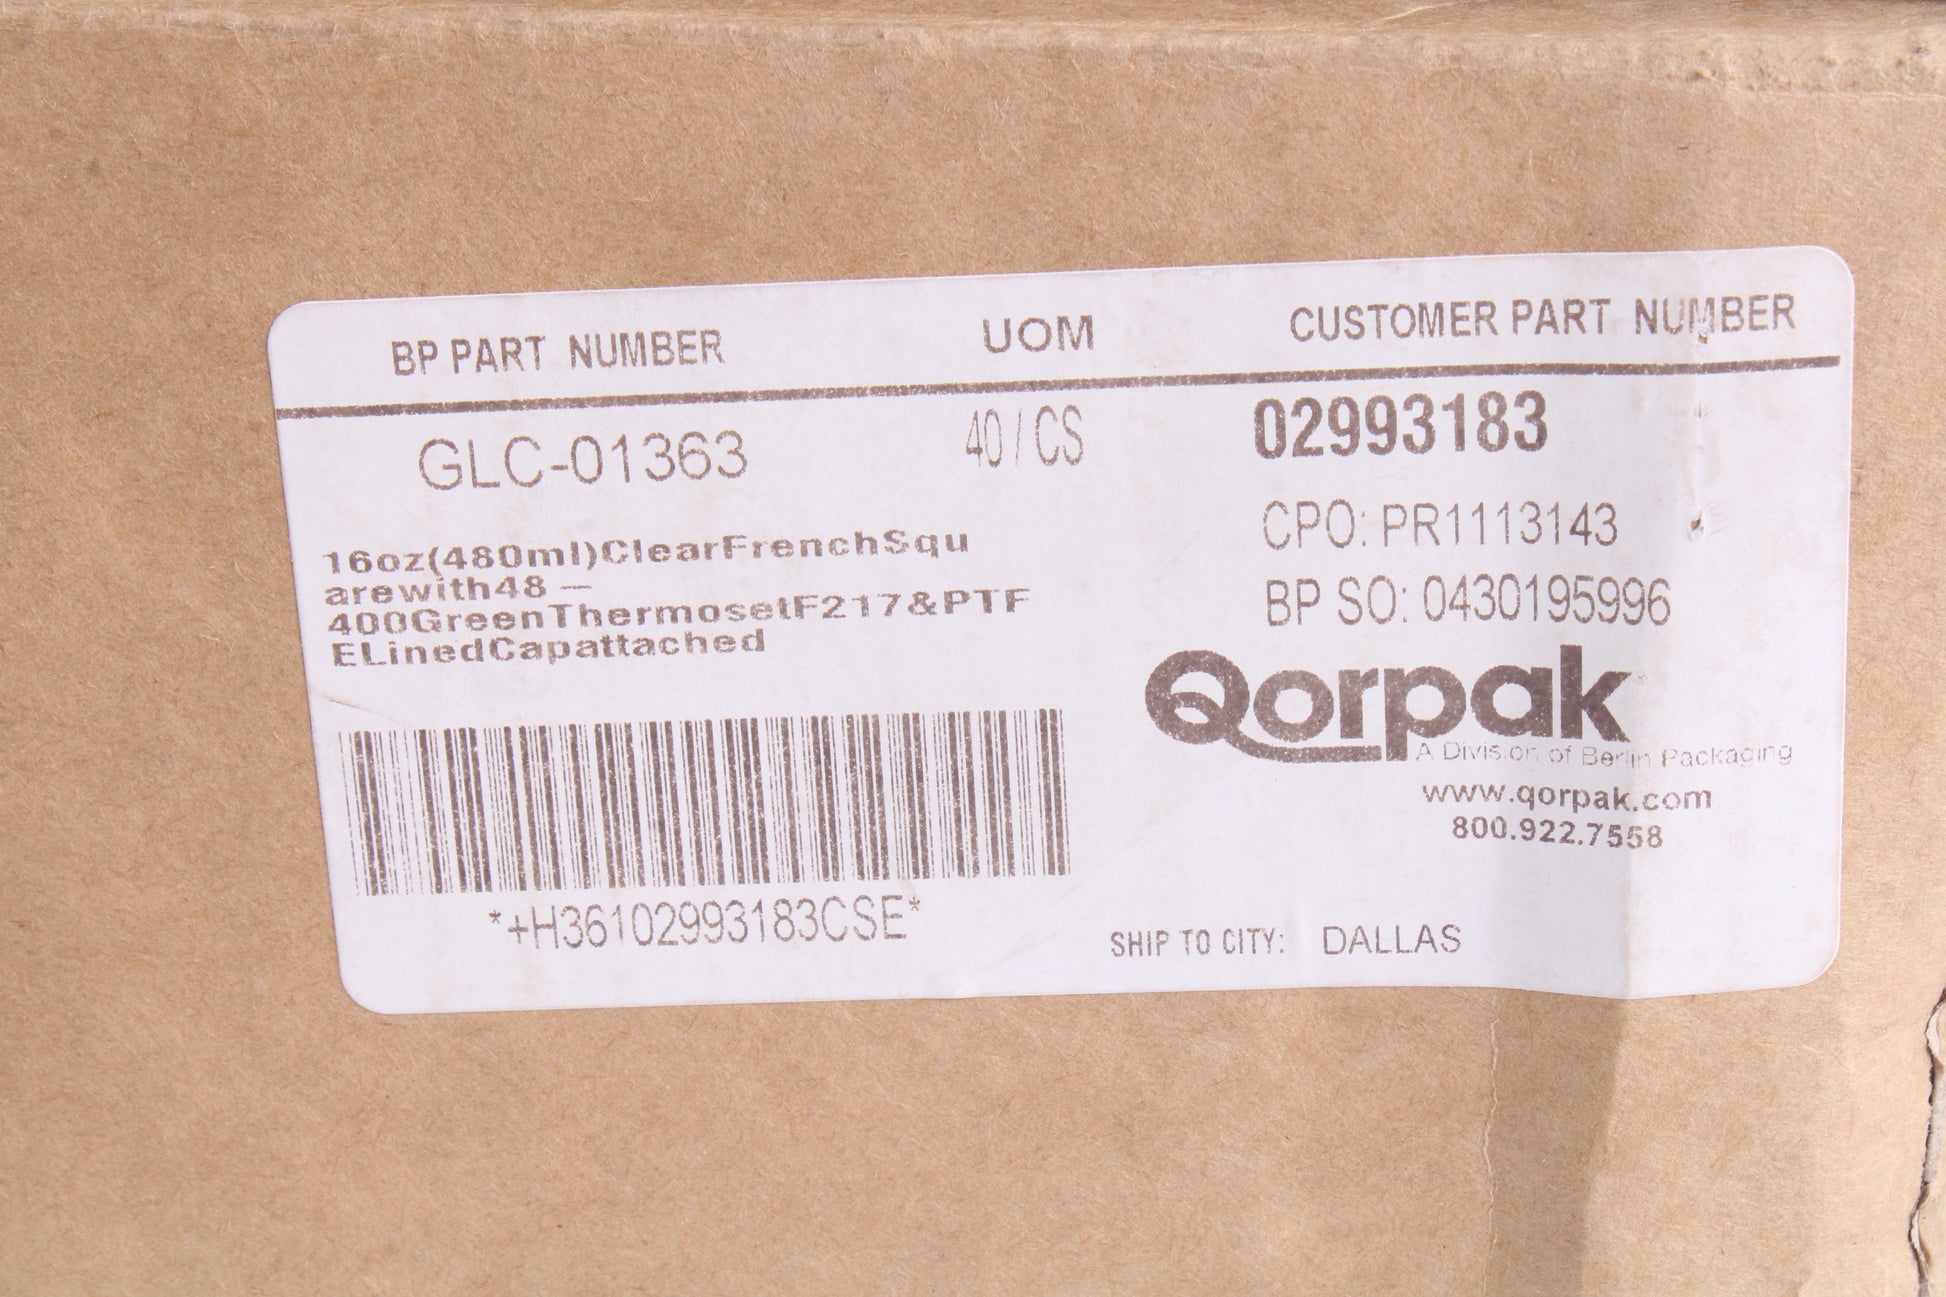 BP PART NUMBER UOM CUSTOMER PART NUMBER
GLC-01363 40 / CS 02993183
CPO: PR1113143
16oz(480ml)ClearFrenchSqu
arewith48 –
400GreenThermosetF217&PTF
ELinedCapattached
BP SO: 0430195996
Qorpak
A Division of Berlin Packaging
www.qorpak.com
800.922.7558
*+H36102993183CSE*
SHIP TO CITY: DALLAS